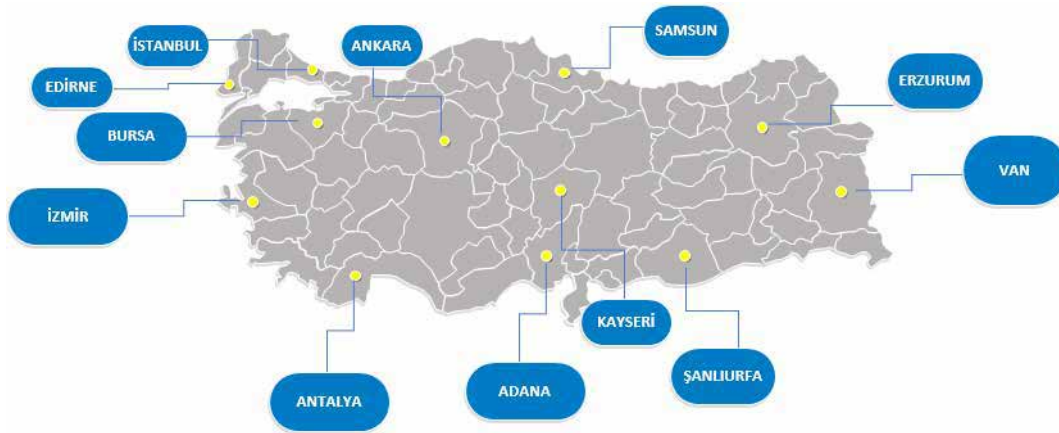 SAMSUN
İSTANBUL
ANKARA
EDİRNE
ERZURUM
BURSA
VAN
İZMİR
KAYSERİ
ŞANLIURFA
ADANA
ANTALYA